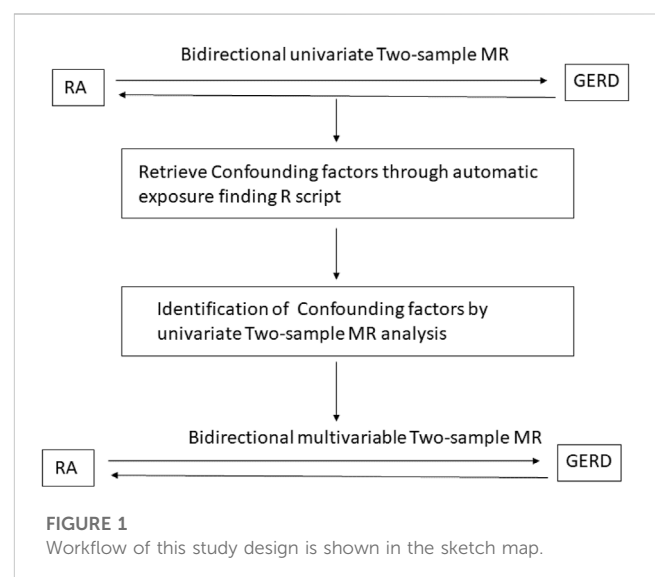 Bidirectional univariate Two-sample MR
RA
GERD
Retrieve Confounding factors through automatic
exposure finding R script
Identification of Confounding factors by
univariate Two-sample MR analysis
Bidirectional multivariable Two-sample MR
RA
GERD
FIGURE 1
Workflow of this study design is shown in the sketch map.